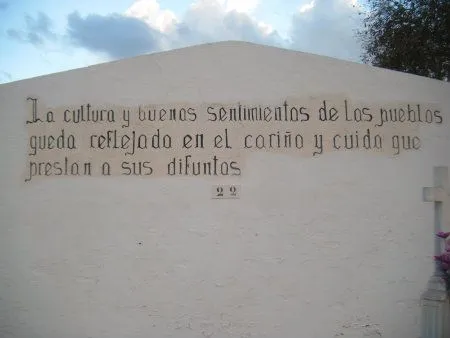 La cultura y buenos sentimientos de los pueblos
queda reflejada en el cariño y cuida que
prestan a sus difuntos
22